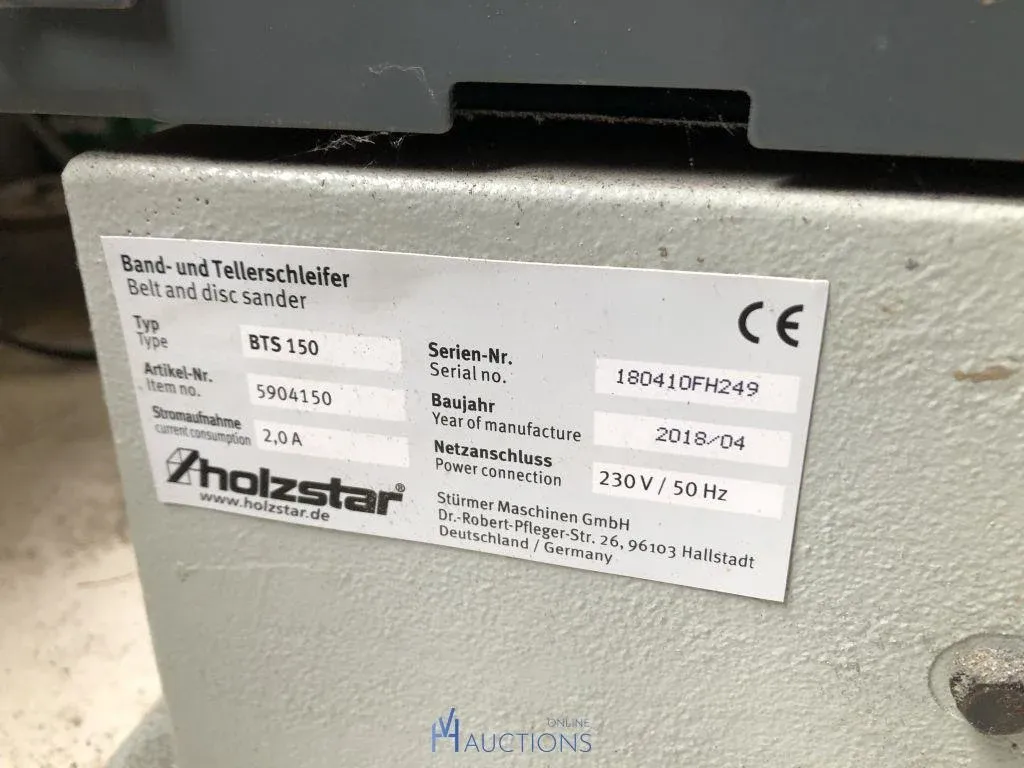 Band- und Tellerschleifer
Belt and disc sander
CE
Typ
Type
BTS 150
Artikel-Nr.
Item no.
5904150
Stromaufnahme
current consumption
2,0 A
holzstar®
www.holzstar.de
Serien-Nr.
Serial no.
180410FH249
Baujahr
Year of manufacture
2018/04
Netzanschluss
Power connection
230 V / 50 Hz
Stürmer Maschinen GmbH
Dr.-Robert-Pfleger-Str. 26, 96103 Hallstadt
Deutschland / Germany
VH ONLINE
AUCTIONS